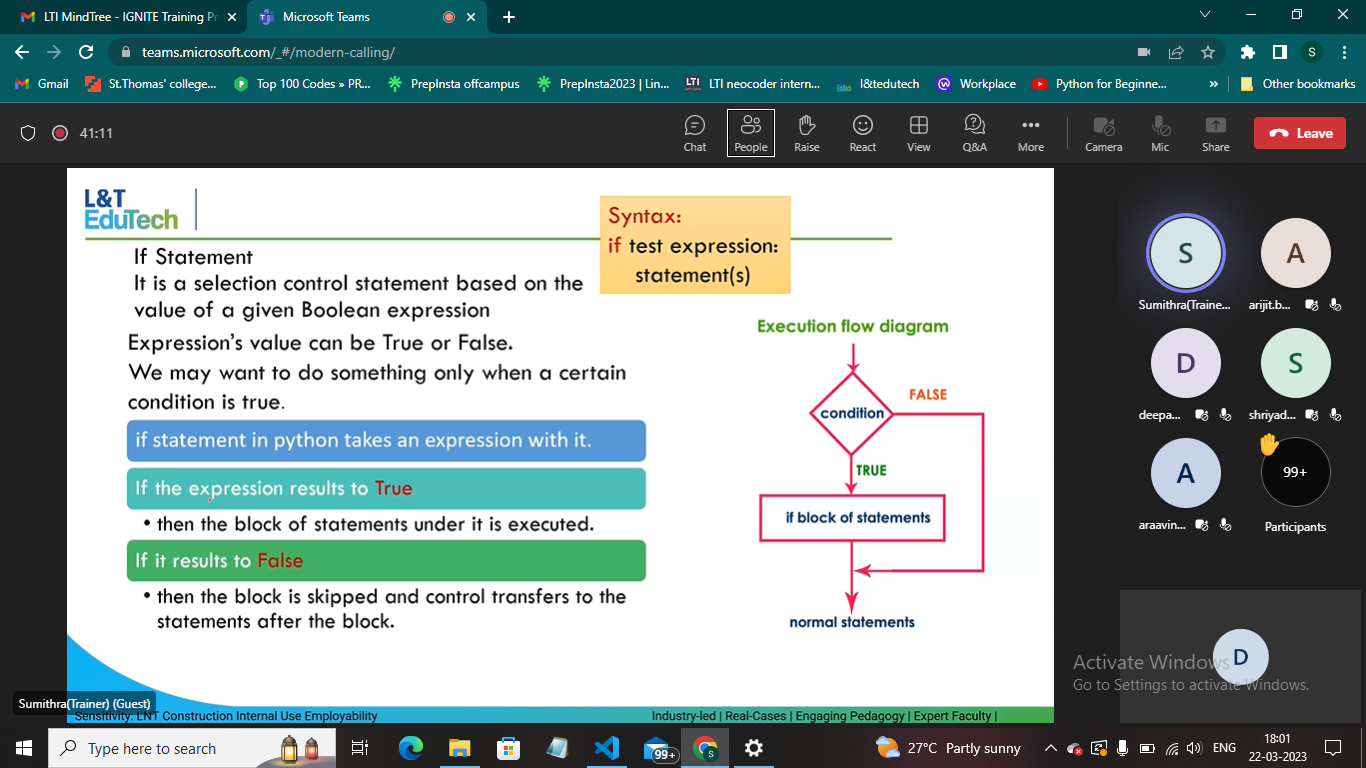 LTI MindTree - IGNITE Training Pr
Microsoft Teams
teams.microsoft.com/_#/modern-calling/
S
Gmail
St.Thomas' college...
Top 100 Codes » PR...
PrepInsta offcampus
PrepInsta2023 | Lin...
LTI neocoder intern...
l&tedutech
Workplace
Python for Beginne...
»
Other bookmarks
41:11
Chat
People
Raise
React
View
Q&A
More
Camera
Mic
Share
Leave
L&T
EduTech
Syntax:
if test expression:
statement(s)
If Statement
It is a selection control statement based on the
value of a given Boolean expression
Expression's value can be True or False.
We may want to do something only when a certain
condition is true.
if statement in python takes an expression with it.
If the expression results to True
• then the block of statements under it is executed.
If it results to False
• then the block is skipped and control transfers to the
statements after the block.
Execution flow diagram
condition
FALSE
TRUE
if block of statements
normal statements
Sumithra(Trainer) (Guest)
Sensitivity: LNT Construction Internal Use Employability
Industry-led | Real-Cases | Engaging Pedagogy | Expert Faculty |
S
A
Sumithra(Traine...
arijit.b...
D
S
deepa...
shriyad...
A
99+
araavin...
Participants
D
Activate Windows
Go to Settings to activate Windows.
Type here to search
99+
S
27°C Partly sunny
ENG
18:01
22-03-2023